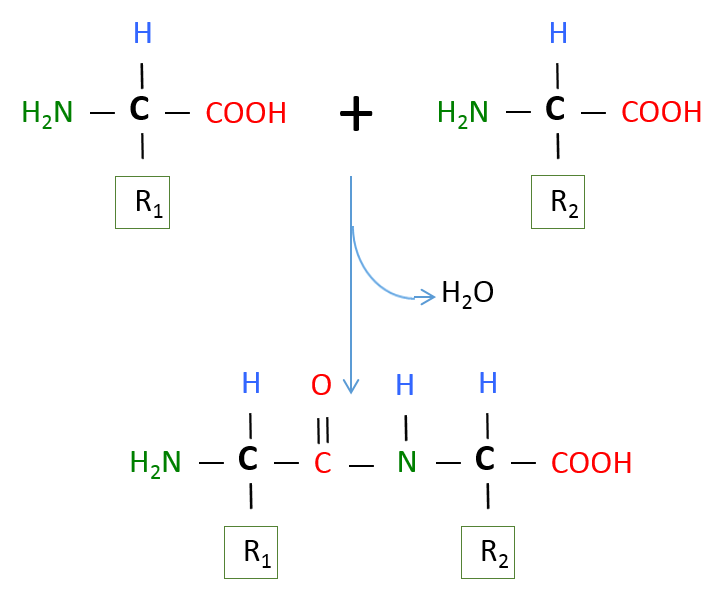 H H
H₂N — C — COOH + H₂N — C — COOH
R₁ R₂
H₂O
H O H H
H₂N — C — C — N — C — COOH
R₁ R₂